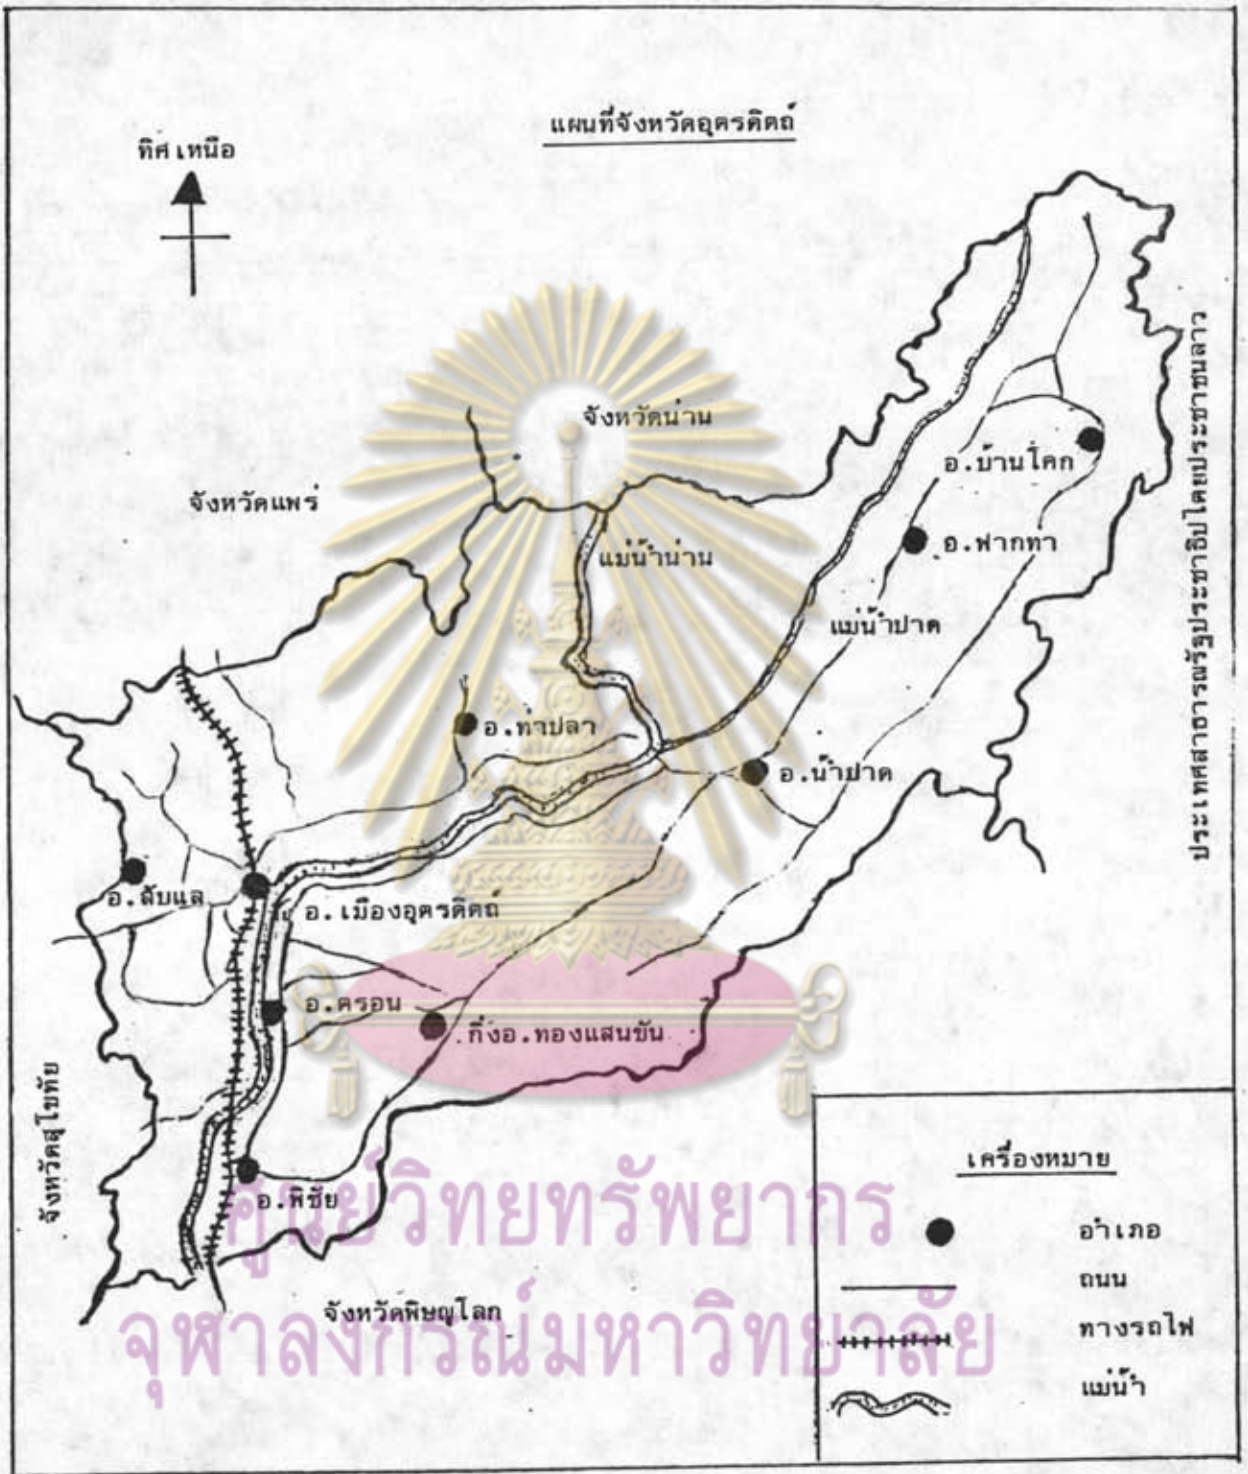 แผนที่จังหวัดอุตรดิตถ์
ทิศเหนือ
จังหวัดน่าน
อ.บ้านโคก
จังหวัดแพร่
อ.ฟากทา
แม่น้ำน่าน
แม่น้ำปาด
ประเทศสาธารณรัฐประชาธิปไตยประชาชนลาว
อ.ท่าปลา
อ.น้ำปาด
อ.ลับแล
อ.เมืองอุตรดิตถ์
อ.ตรอน
กิ่งอ.ทองแสนขัน
จังหวัดสุโขทัย
อ.พิชัย
จังหวัดพิษณุโลก
เครื่องหมาย
อำเภอ
ถนน
ทางรถไฟ
แม่น้ำ
ศูนย์วิทยทรัพยากร
จุฬาลงกรณ์มหาวิทยาลัย